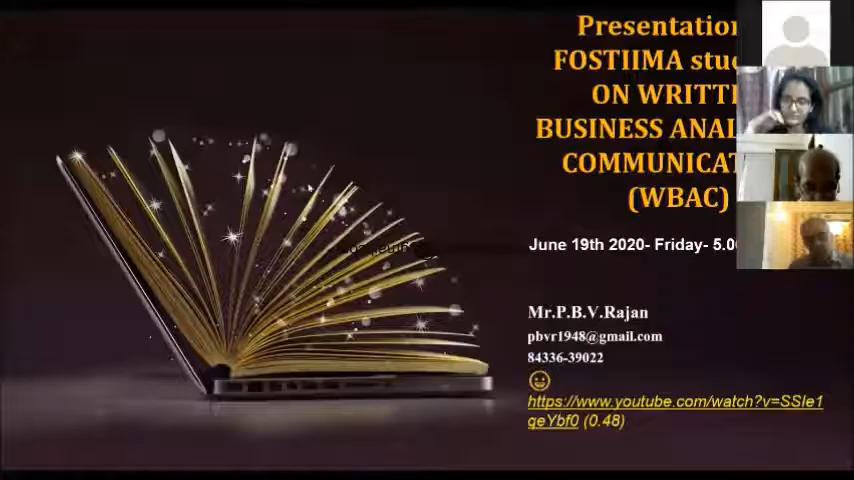 Presentation
FOSTIIMA stu
ON WRITT
BUSINESS ANAL
COMMUNICAT
(WBAC)
June 19th 2020- Friday- 5.0
Mr.P.B.V.Rajan
pbvr1948@gmail.com
84336-39022
https://www.youtube.com/watch?v=SSIe1
qeYbf0 (0.48)